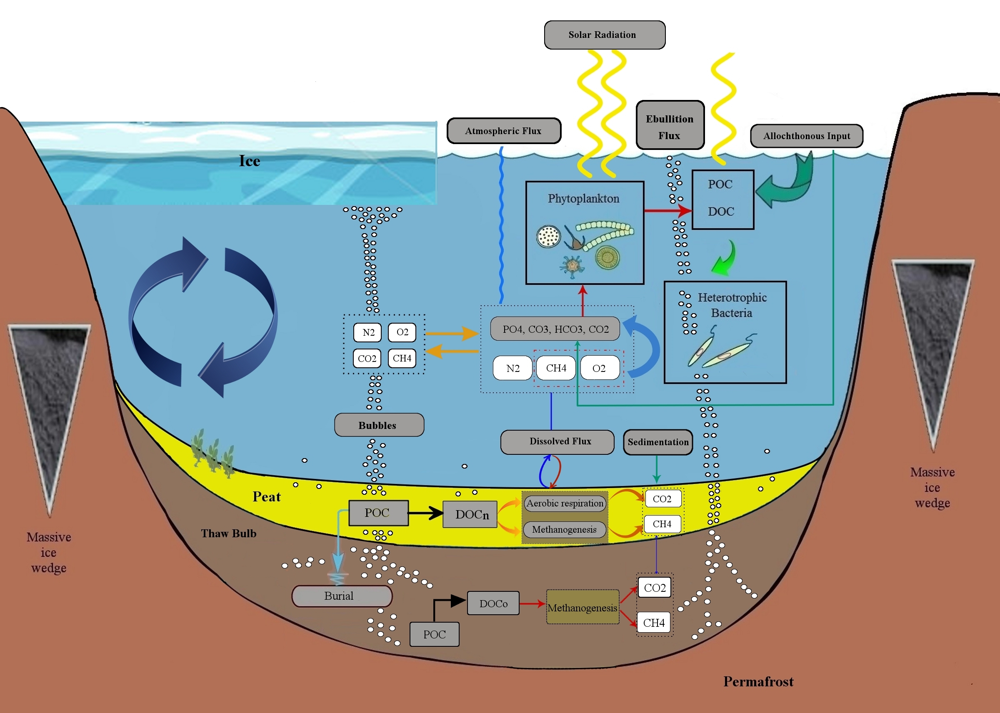 Solar Radiation
Ebullition
Flux
Atmospheric Flux
Allochthonous Input
Ice
POC
DOC
Phytoplankton
Heterotrophic
Bacteria
N2
O2
CO2
CH4
PO4, CO3, HCO3, CO2
N2
CH4
O2
Bubbles
Dissolved Flux
Sedimentation
Massive
ice
wedge
Massive
ice
wedge
Peat
POC
DOCn
Aerobic respiration
Methanogenesis
CO2
CH4
Thaw Bulb
Burial
POC
DOCo
Methanogenesis
CO2
CH4
Permafrost